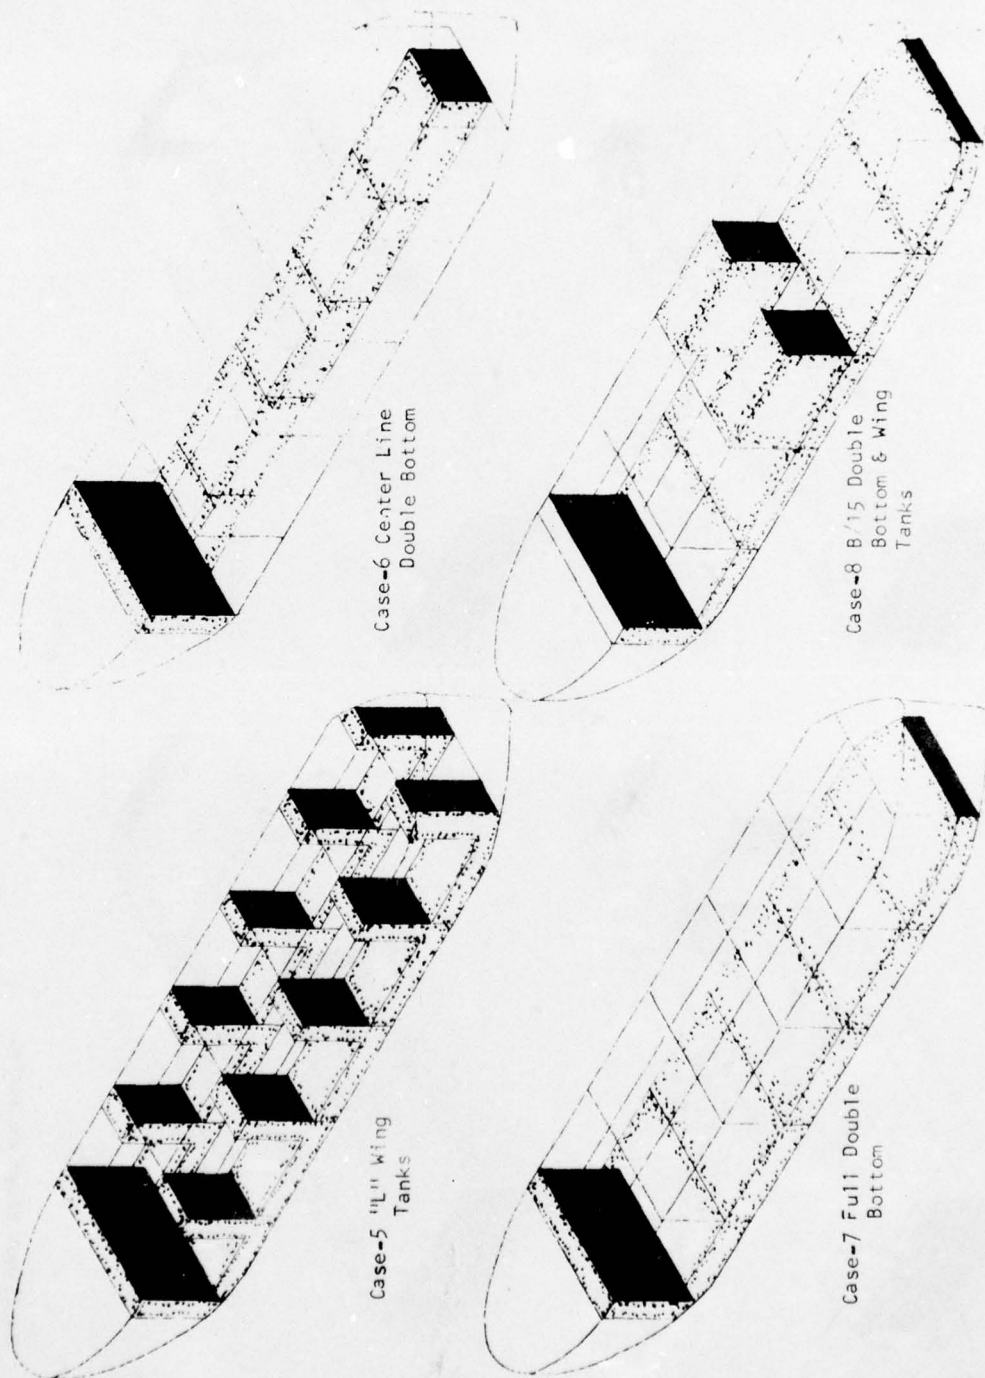 Case-5 "L" Wing
Tanks
Case-6 Center Line
Double Bottom
Case-7 Full Double
Bottom
Case-8 B/15 Double
Bottom & Wing
Tanks